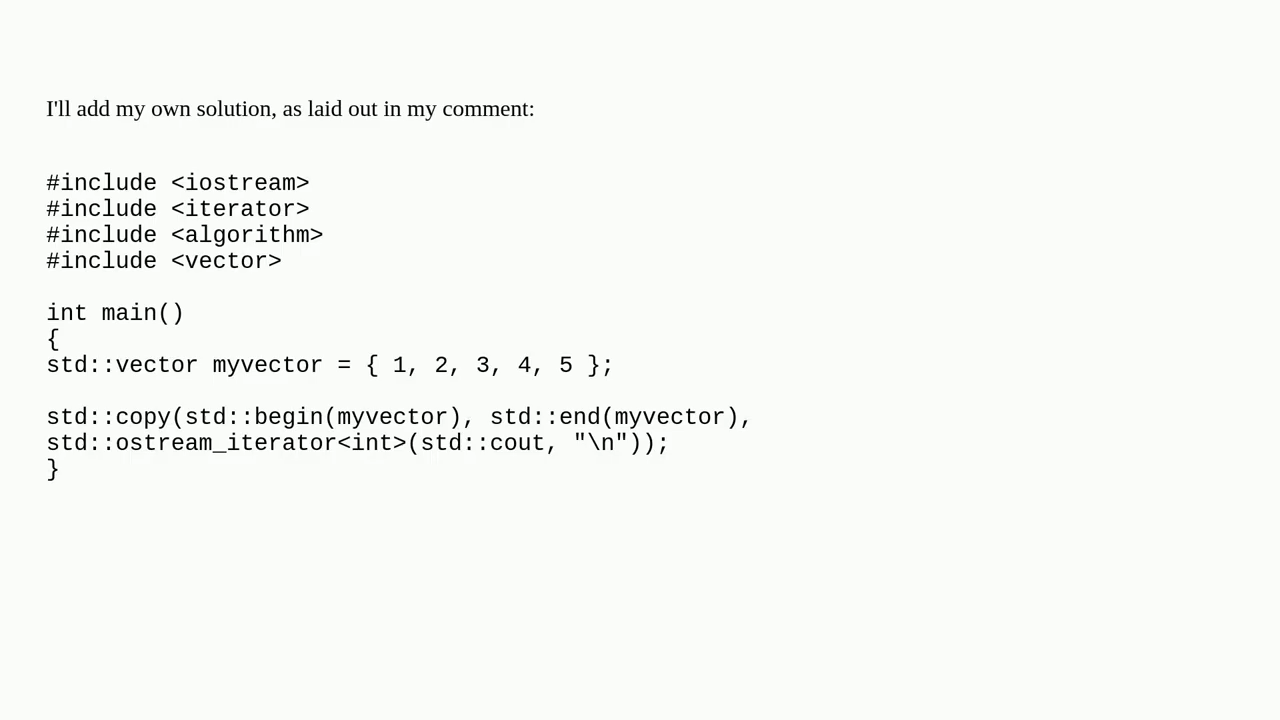 I'll add my own solution, as laid out in my comment:
#include <iostream>
#include <iterator>
#include <algorithm>
#include <vector>
int main()
{
std::vector myvector = { 1, 2, 3, 4, 5 };
std::copy(std::begin(myvector), std::end(myvector),
std::ostream_iterator<int>(std::cout, "\n"));
}